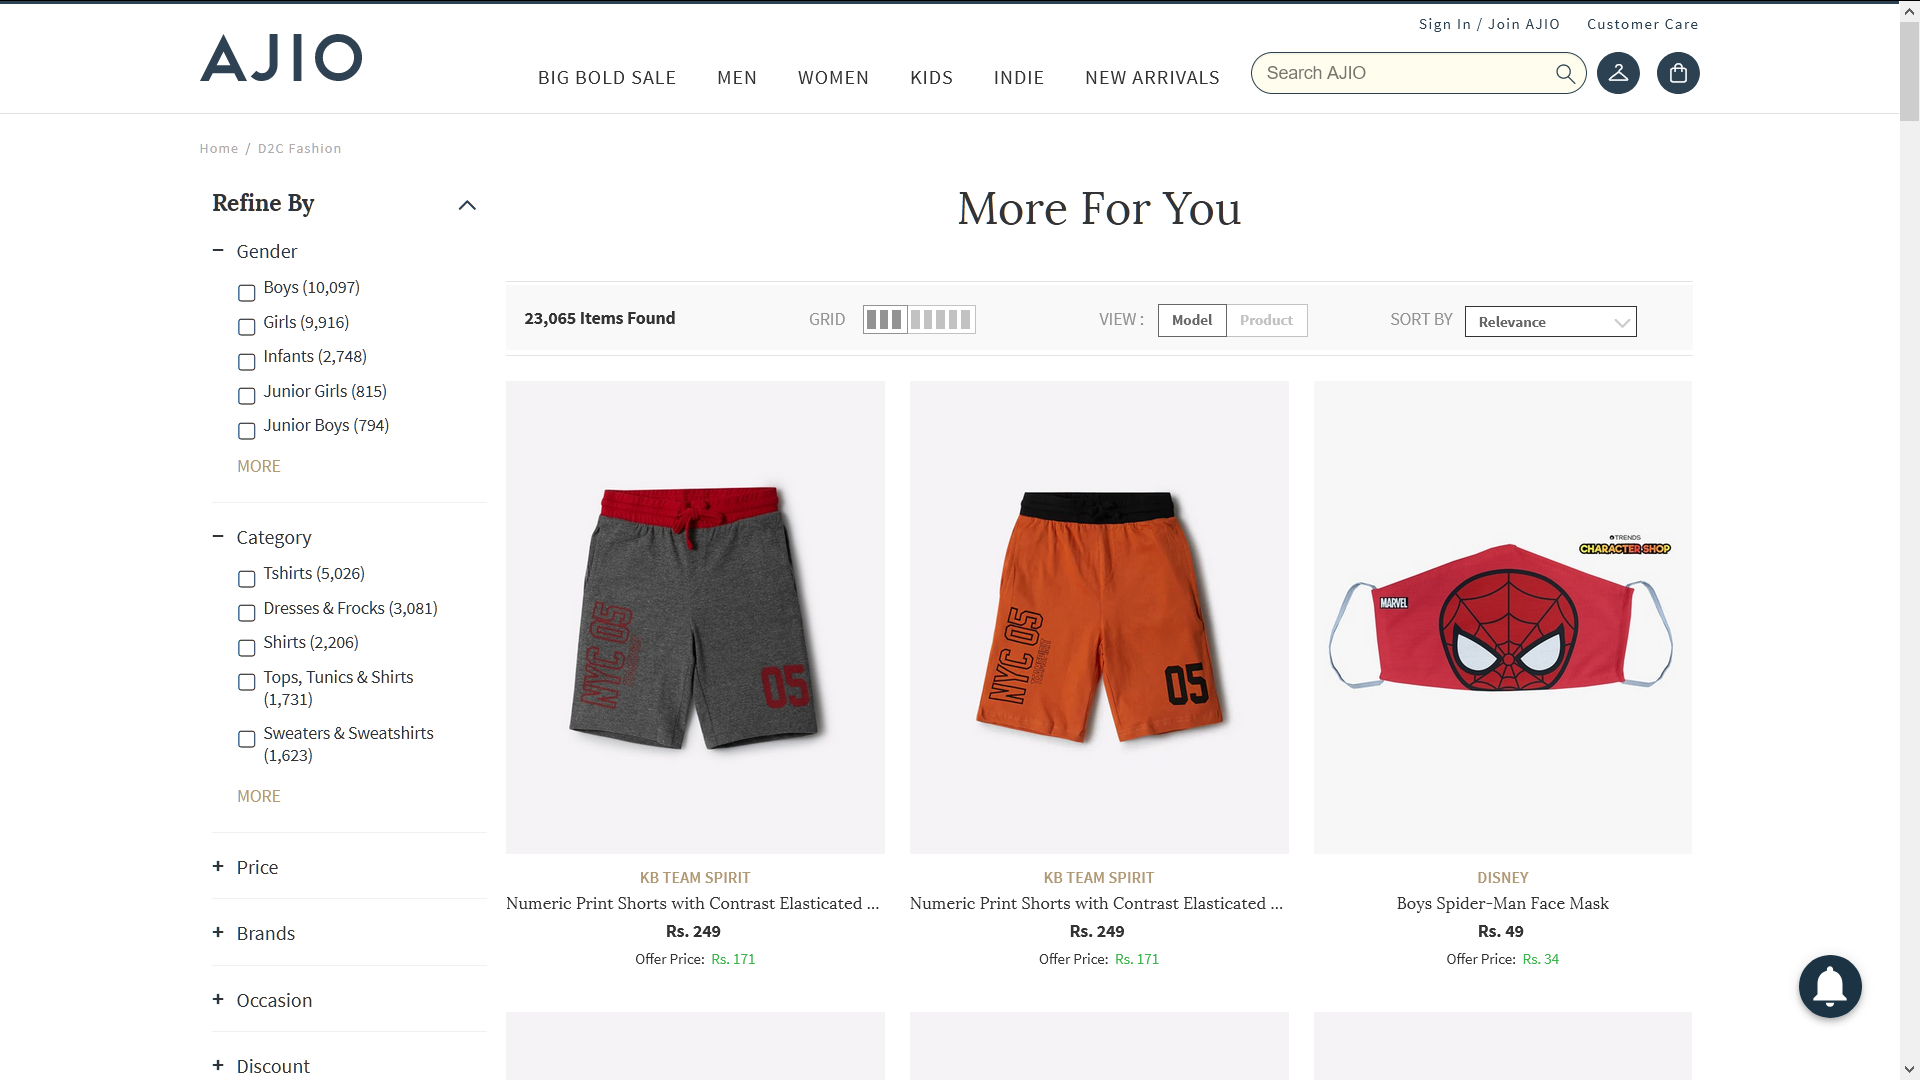 Sign In / Join AJIO
Customer Care
AJIO
BIG BOLD SALE
MEN
WOMEN
KIDS
INDIE
NEW ARRIVALS
Search AJIO
Home / D2C Fashion
Refine By
More For You
Gender
Boys (10,097)
Girls (9,916)
Infants (2,748)
Junior Girls (815)
Junior Boys (794)
MORE
Category
Tshirts (5,026)
Dresses & Frocks (3,081)
Shirts (2,206)
Tops, Tunics & Shirts
(1,731)
Sweaters & Sweatshirts
(1,623)
MORE
+ Price
+ Brands
+ Occasion
+ Discount
23,065 Items Found
GRID
VIEW :
Model
Product
SORT BY
Relevance
NYC 05
05
NYC 05
05
TRENDS
CHARACTER SHOP
MARVEL
KB TEAM SPIRIT
Numeric Print Shorts with Contrast Elasticated ...
Rs. 249
Offer Price: Rs. 171
KB TEAM SPIRIT
Numeric Print Shorts with Contrast Elasticated ...
Rs. 249
Offer Price: Rs. 171
DISNEY
Boys Spider-Man Face Mask
Rs. 49
Offer Price: Rs. 34